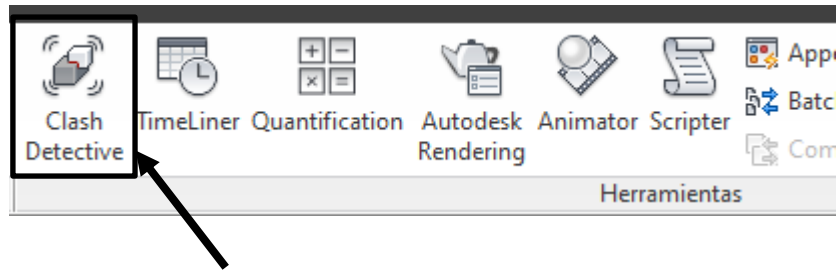 Clash
Detective
TimeLiner
Quantification
Autodesk
Rendering
Animator
Scripter
Herramientas